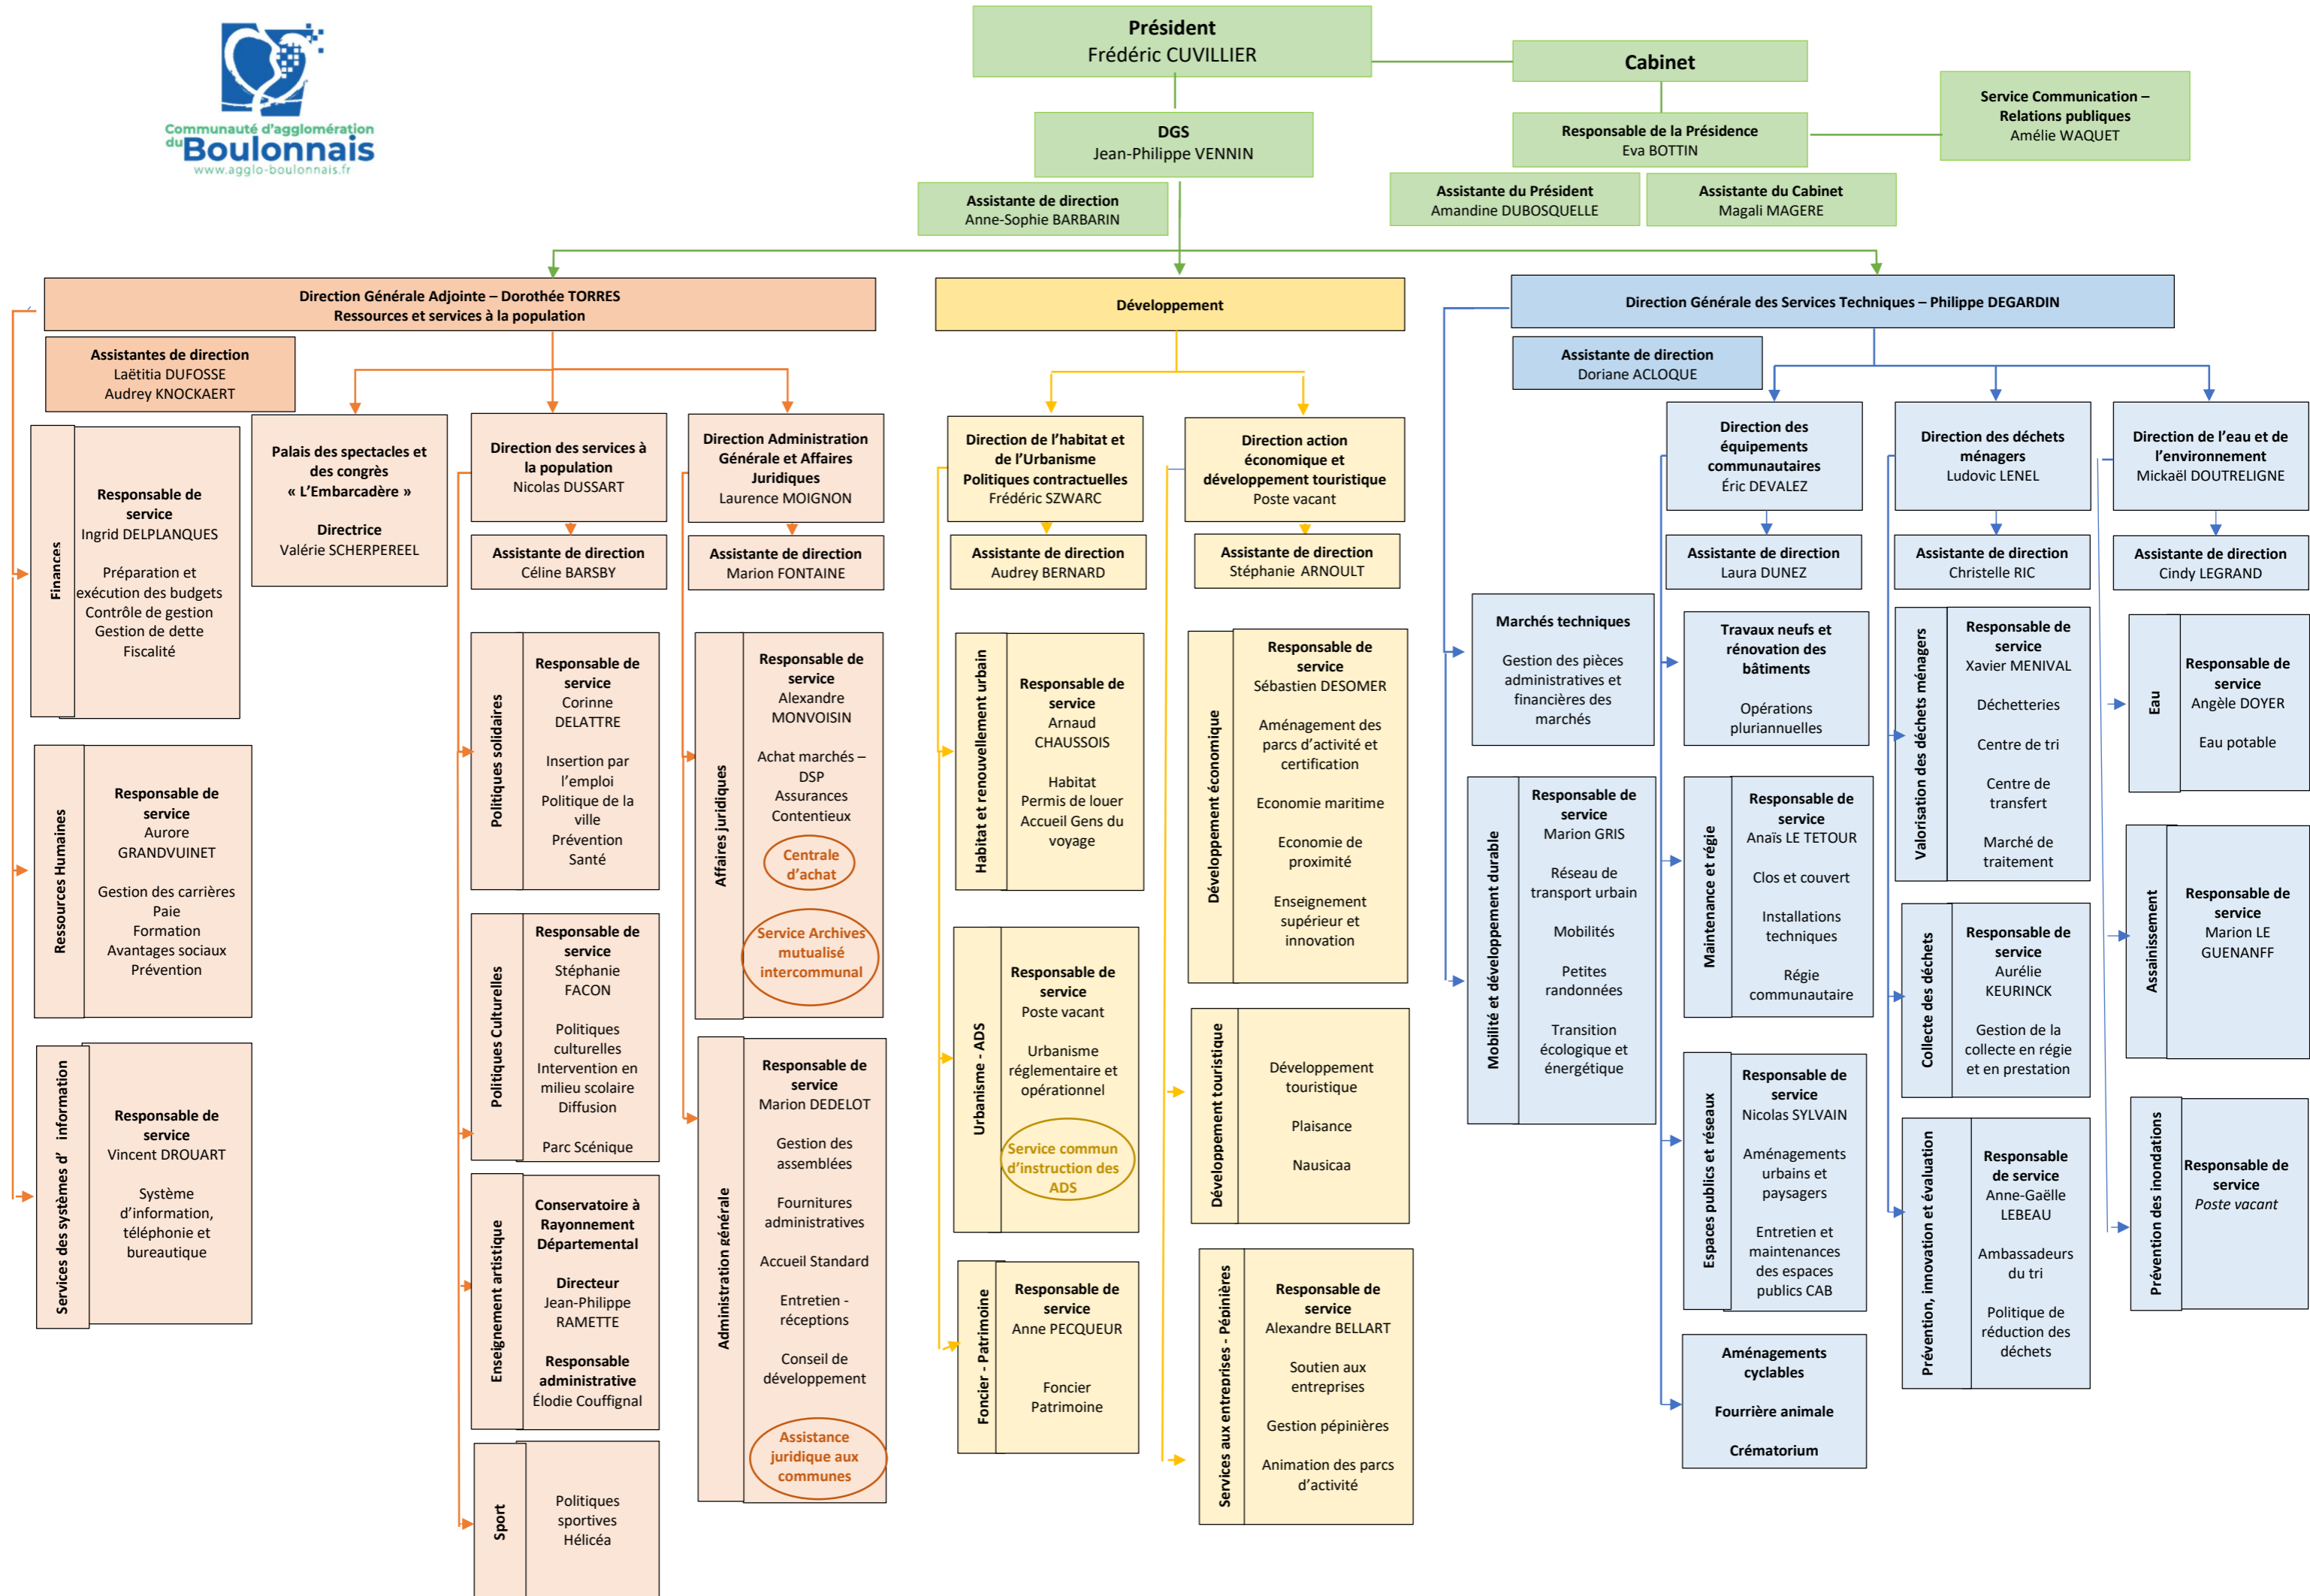 Communauté d'agglomération
du Boulonnais
www.agglo-boulonnais.fr
Président
Frédéric CUVILLIER
Cabinet
Service Communication –
Relations publiques
Amélie WAQUET
DGS
Jean-Philippe VENNIN
Responsable de la Présidence
Eva BOTTIN
Assistante de direction
Anne-Sophie BARBARIN
Assistante du Président
Amandine DUBOSQUELLE
Assistante du Cabinet
Magali MAGERE
Direction Générale Adjointe – Dorothée TORRES
Ressources et services à la population
Assistantes de direction
Laëtitia DUFOSSE
Audrey KNOCKAERT
Finances
Responsable de
service
Ingrid DELPLANQUES
Préparation et
exécution des budgets
Contrôle de gestion
Gestion de dette
Fiscalité
Ressources Humaines
Responsable de
service
Aurore
GRANDVUINET
Gestion des carrières
Paie
Formation
Avantages sociaux
Prévention
Services des systèmes d' information
Responsable de
service
Vincent DROUART
Système
d'information,
téléphonie et
bureautique
Palais des spectacles et
des congrès
« L'Embarcadère »
Directrice
Valérie SCHERPEREEL
Direction des services à
la population
Nicolas DUSSART
Assistante de direction
Céline BARSBY
Politiques solidaires
Responsable de
service
Corinne
DELATTRE
Insertion par
l'emploi
Politique de la
ville
Prévention
Santé
Politiques Culturelles
Responsable de
service
Stéphanie
FACON
Politiques
culturelles
Intervention en
milieu scolaire
Diffusion
Parc Scénique
Enseignement artistique
Conservatoire à
Rayonnement
Départemental
Directeur
Jean-Philippe
RAMETTE
Responsable
administrative
Élodie Couffignal
Sport
Politiques
sportives
Hélicéa
Direction Administration
Générale et Affaires
Juridiques
Laurence MOIGNON
Assistante de direction
Marion FONTAINE
Affaires juridiques
Responsable de
service
Alexandre
MONVOISIN
Achat marchés –
DSP
Assurances
Contentieux
Centrale
d'achat
Service Archives
mutualisé
intercommunal
Administration générale
Responsable de
service
Marion DEDELOT
Gestion des
assemblées
Fournitures
administratives
Accueil Standard
Entretien -
réceptions
Conseil de
développement
Assistance
juridique aux
communes
Développement
Direction de l'habitat et
de l'Urbanisme
Politiques contractuelles
Frédéric SZWARC
Assistante de direction
Audrey BERNARD
Habitat et renouvellement urbain
Responsable de
service
Arnaud
CHAUSSOIS
Habitat
Permis de louer
Accueil Gens du
voyage
Urbanisme - ADS
Responsable de
service
Poste vacant
Urbanisme
réglementaire et
opérationnel
Service commun
d'instruction des
ADS
Foncier - Patrimoine
Responsable de
service
Anne PECQUEUR
Foncier
Patrimoine
Direction action
économique et
développement touristique
Poste vacant
Assistante de direction
Stéphanie ARNOULT
Développement économique
Responsable de
service
Sébastien DESOMER
Aménagement des
parcs d'activité et
certification
Economie maritime
Economie de
proximité
Enseignement
supérieur et
innovation
Développement touristique
Développement
touristique
Plaisance
Nausicaa
Services aux entreprises - Pépinières
Responsable de
service
Alexandre BELLART
Soutien aux
entreprises
Gestion pépinières
Animation des parcs
d'activité
Direction Générale des Services Techniques – Philippe DEGARDIN
Assistante de direction
Doriane ACLOQUE
Marchés techniques
Gestion des pièces
administratives et
financières des
marchés
Mobilité et développement durable
Responsable de
service
Marion GRIS
Réseau de
transport urbain
Mobilités
Petites
randonnées
Transition
écologique et
énergétique
Direction des
équipements
communautaires
Éric DEVALEZ
Assistante de direction
Laura DUNEZ
Travaux neufs et
rénovation des
bâtiments
Opérations
pluriannuelles
Maintenance et régie
Responsable de
service
Anaïs LE TETOUR
Clos et couvert
Installations
techniques
Régie
communautaire
Espaces publics et réseaux
Responsable de
service
Nicolas SYLVAIN
Aménagements
urbains et
paysagers
Entretien et
maintenances
des espaces
publics CAB
Aménagements
cyclables
Fourrière animale
Crématorium
Direction des déchets
ménagers
Ludovic LENEL
Assistante de direction
Christelle RIC
Valorisation des déchets ménagers
Responsable de
service
Xavier MENIVAL
Déchetteries
Centre de tri
Centre de
transfert
Marché de
traitement
Collecte des déchets
Responsable de
service
Aurélie
KEURINCK
Gestion de la
collecte en régie
et en prestation
Prévention, innovation et évaluation
Responsable
de service
Anne-Gaëlle
LEBEAU
Ambassadeurs
du tri
Politique de
réduction des
déchets
Direction de l'eau et de
l'environnement
Mickaël DOUTRELIGNE
Assistante de direction
Cindy LEGRAND
Eau
Responsable de
service
Angèle DOYER
Eau potable
Assainissement
Responsable de
service
Marion LE
GUENANFF
Prévention des inondations
Responsable de
service
Poste vacant